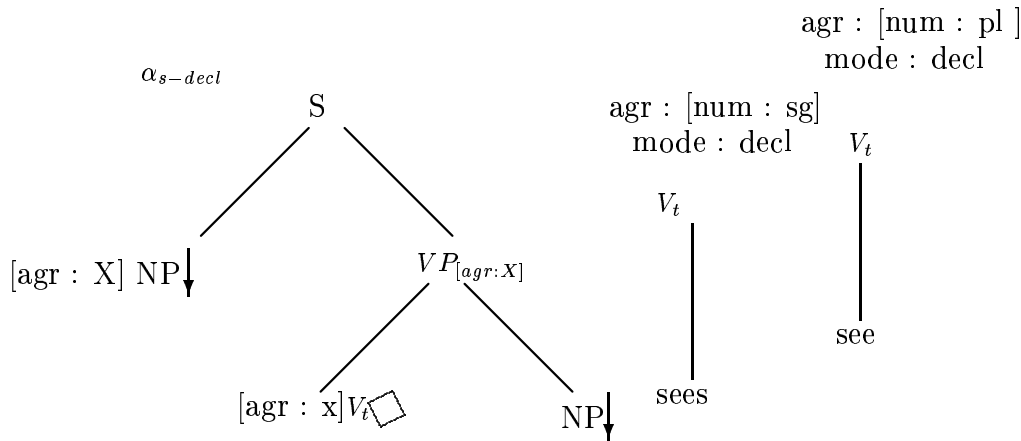 agr : [num : pl ]
mode : decl
α_{s−decl}
S
agr : [num : sg]
mode : decl
V_t
V_t
[agr : X] NP
VP_{[agr:X]}
see
[agr : x] V_t
NP
sees